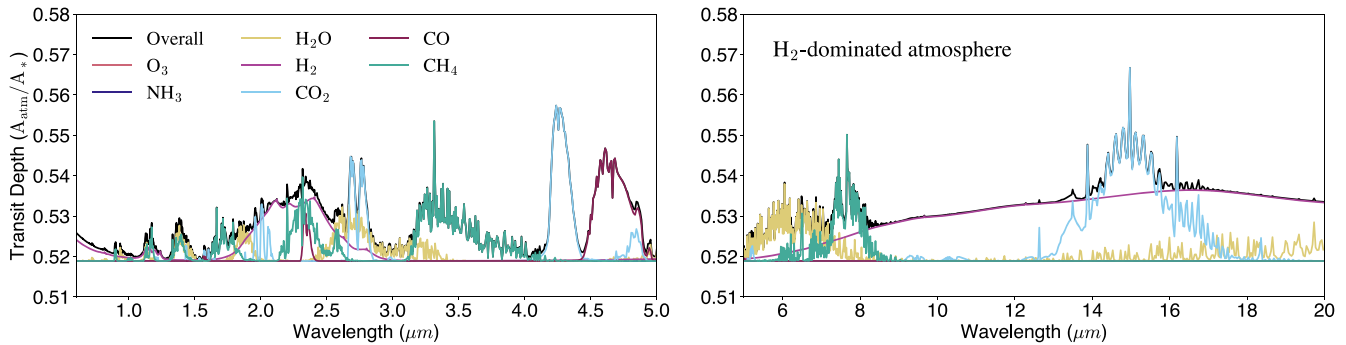 0.58
0.57
0.56
0.55
0.54
0.53
0.52
0.51
Transit Depth (A_atm/A_*)
Overall
O₃
NH₃
H₂O
H₂
CO₂
CO
CH₄
1.0 1.5 2.0 2.5 3.0 3.5 4.0 4.5 5.0
Wavelength (μm)
0.58
0.57
0.56
0.55
0.54
0.53
0.52
0.51
H₂-dominated atmosphere
6 8 10 12 14 16 18 20
Wavelength (μm)